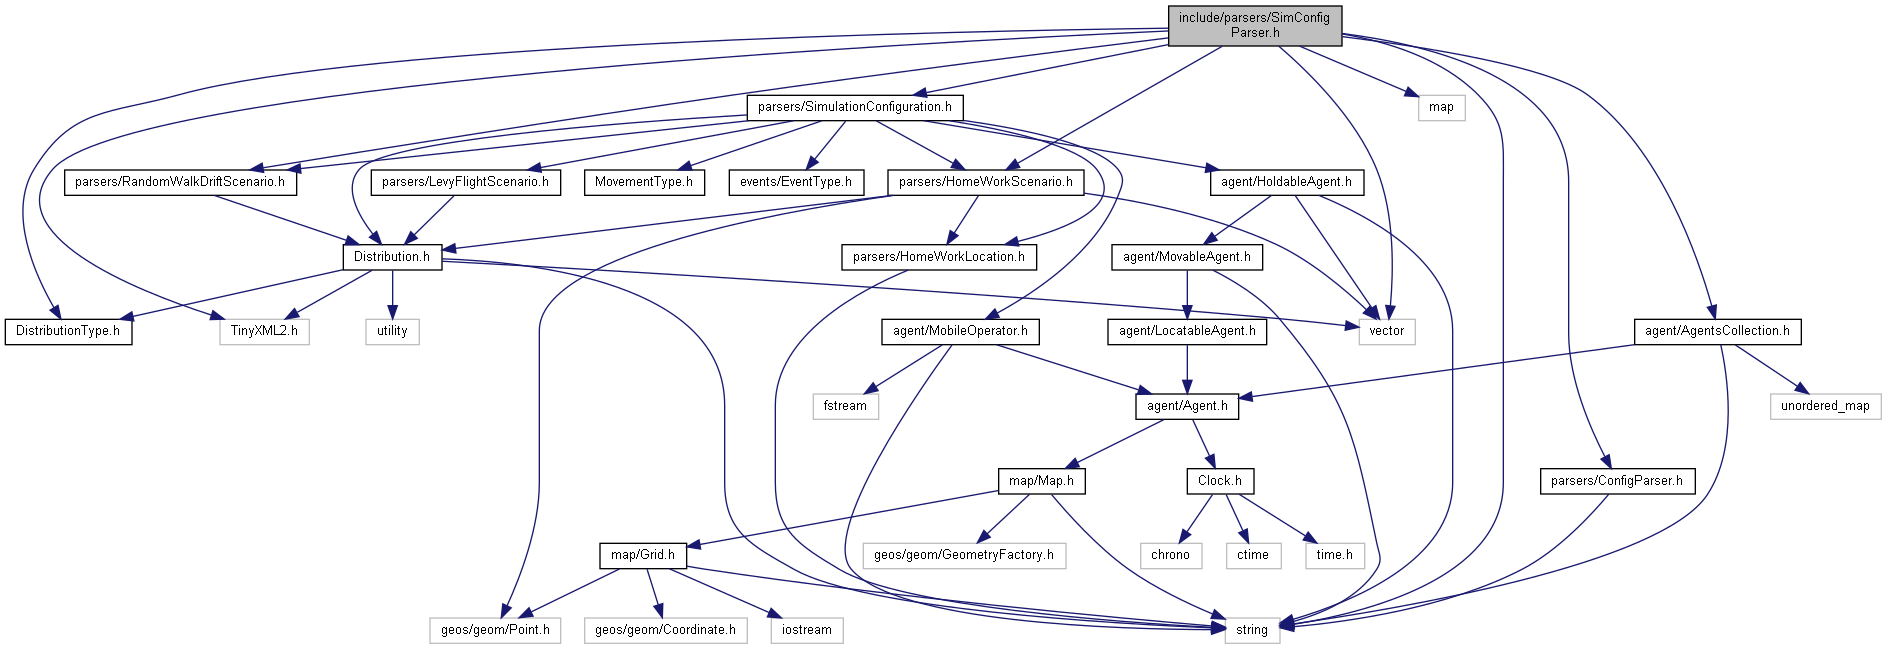 include/parsers/SimConfig
Parser.h
parsers/SimulationConfiguration.h
map
parsers/RandomWalkDriftScenario.h
parsers/LevyFlightScenario.h
MovementType.h
events/EventType.h
parsers/HomeWorkScenario.h
agent/HoldableAgent.h
Distribution.h
parsers/HomeWorkLocation.h
agent/MovableAgent.h
DistributionType.h
TinyXML2.h
utility
agent/MobileOperator.h
agent/LocatableAgent.h
vector
agent/AgentsCollection.h
fstream
agent/Agent.h
unordered_map
map/Map.h
Clock.h
parsers/ConfigParser.h
map/Grid.h
geos/geom/GeometryFactory.h
chrono
ctime
time.h
geos/geom/Point.h
geos/geom/Coordinate.h
iostream
string